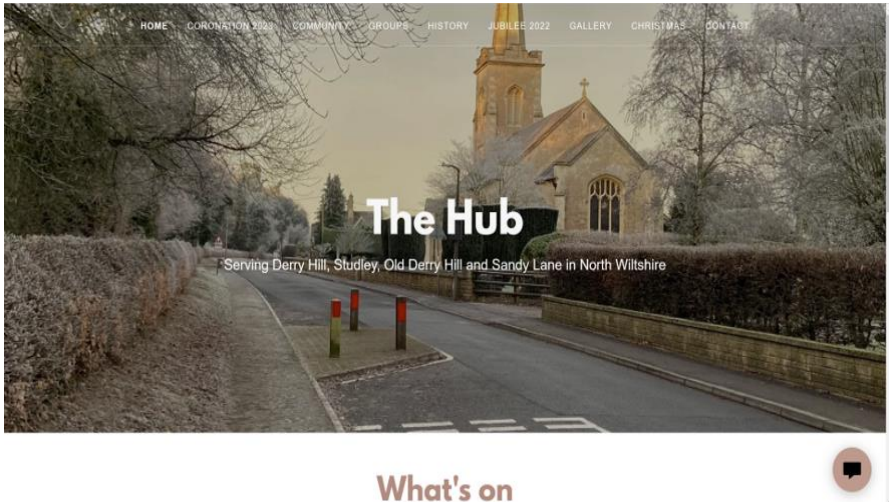 HOME CORONATION 2023 COMMUNITY GROUPS HISTORY JUBILEE 2022 GALLERY CHRISTMAS CONTACT
The Hub
Serving Derry Hill, Studley, Old Derry Hill and Sandy Lane in North Wiltshire
What's on